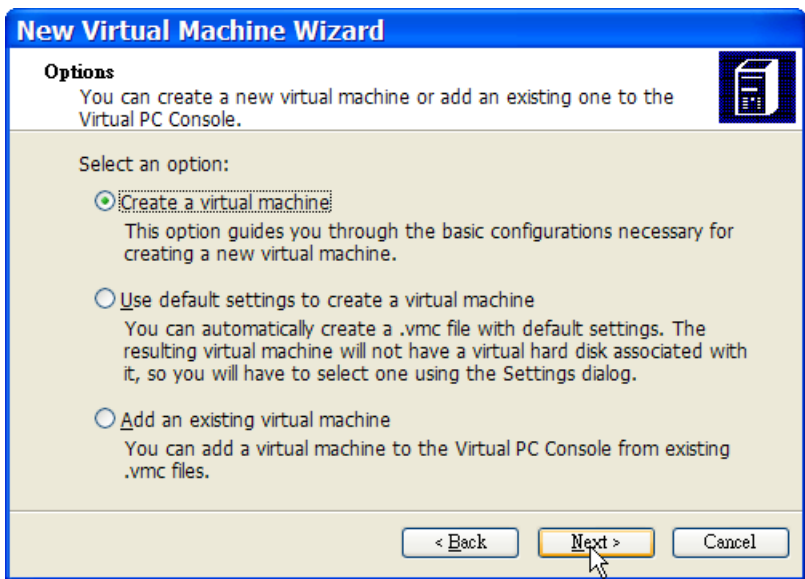 New Virtual Machine Wizard
Options
You can create a new virtual machine or add an existing one to the
Virtual PC Console.
Select an option:
Create a virtual machine
This option guides you through the basic configurations necessary for
creating a new virtual machine.
Use default settings to create a virtual machine
You can automatically create a .vmc file with default settings. The
resulting virtual machine will not have a virtual hard disk associated with
it, so you will have to select one using the Settings dialog.
Add an existing virtual machine
You can add a virtual machine to the Virtual PC Console from existing
.vmc files.
< Back Next > Cancel